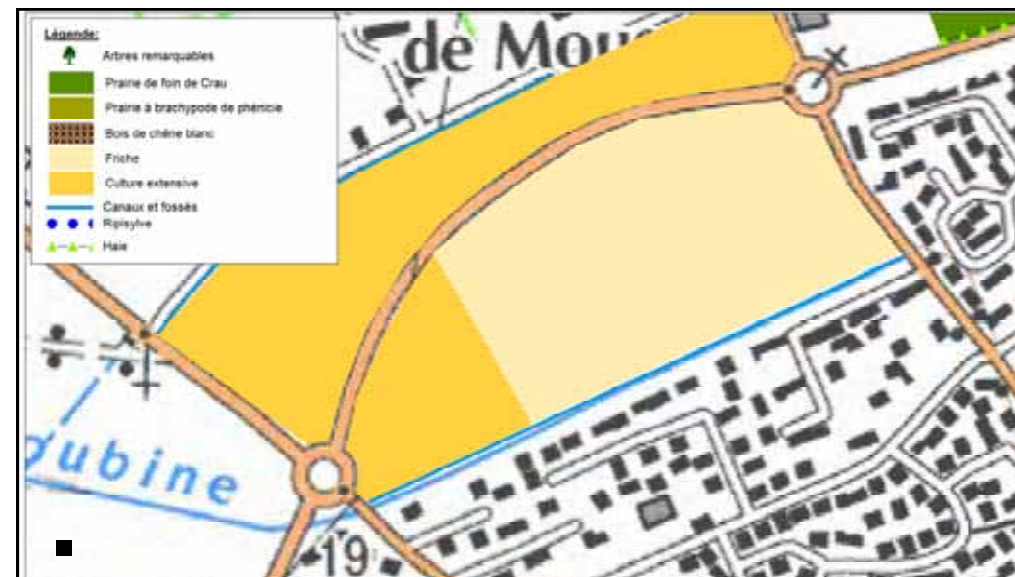 Légende:
Arbres remarquables
Prairie de foin de Crau
Prairie à brachypode de phénicie
Bois de chêne blanc
Friche
Culture extensive
Canaux et fossés
Ripisylve
Haie
de Mou
oubine
19